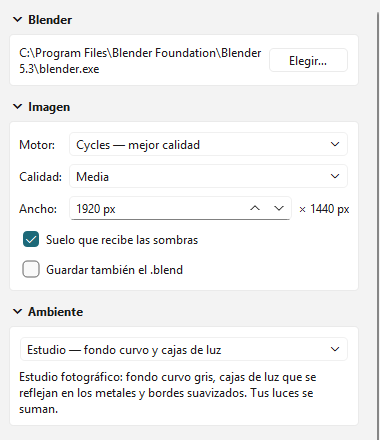 Blender
C:\Program Files\Blender Foundation\Blender
5.3\blender.exe
Elegir...
Imagen
Motor: Cycles — mejor calidad
Calidad: Media
Ancho: 1920 px × 1440 px
Suelo que recibe las sombras
Guardar también el .blend
Ambiente
Estudio — fondo curvo y cajas de luz
Estudio fotográfico: fondo curvo gris, cajas de luz que se
reflejan en los metales y bordes suavizados. Tus luces se
suman.